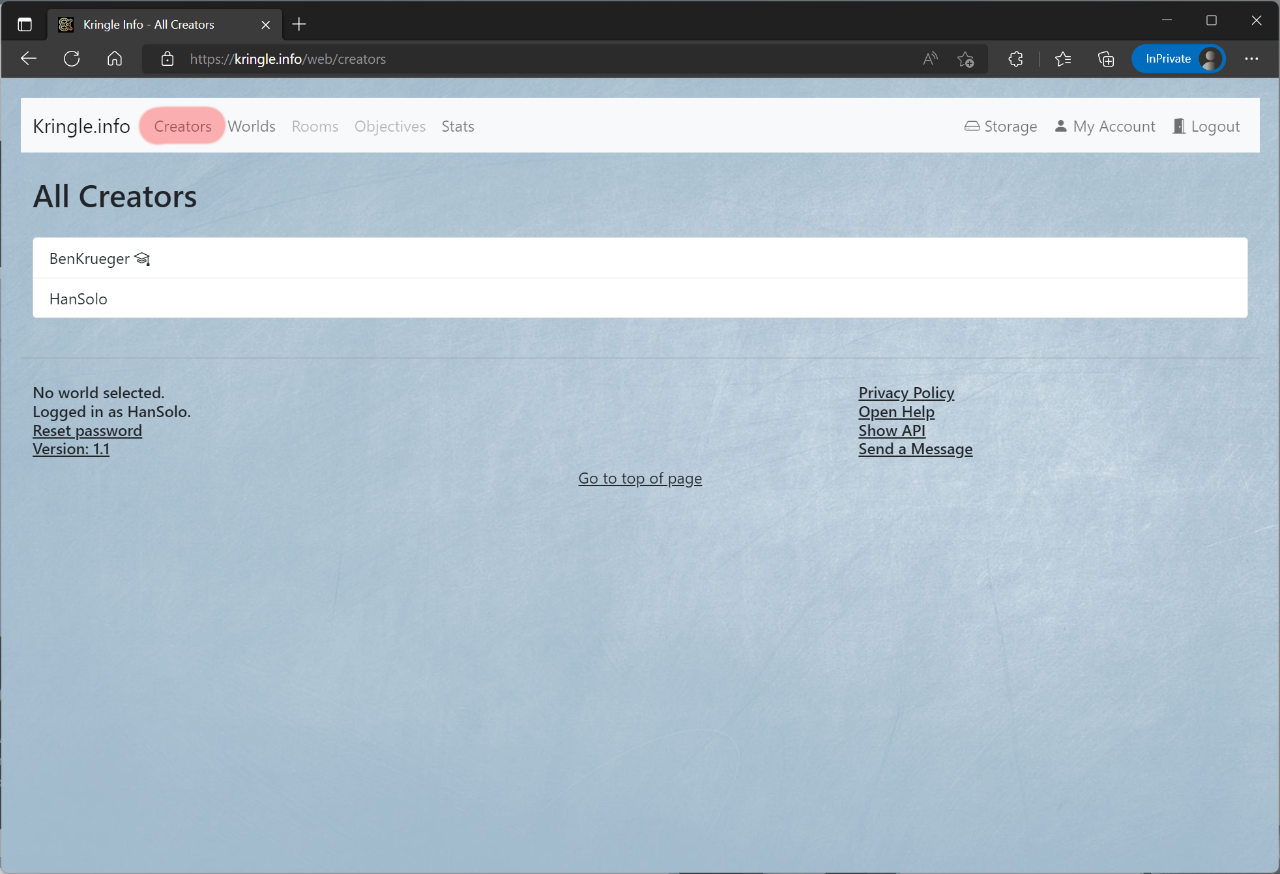 Kringle Info - All Creators
https://kringle.info/web/creators
InPrivate
Kringle.info Creators Worlds Rooms Objectives Stats Storage My Account Logout
All Creators
BenKrueger
HanSolo
No world selected.
Logged in as HanSolo.
Reset password
Version: 1.1
Privacy Policy
Open Help
Show API
Send a Message
Go to top of page